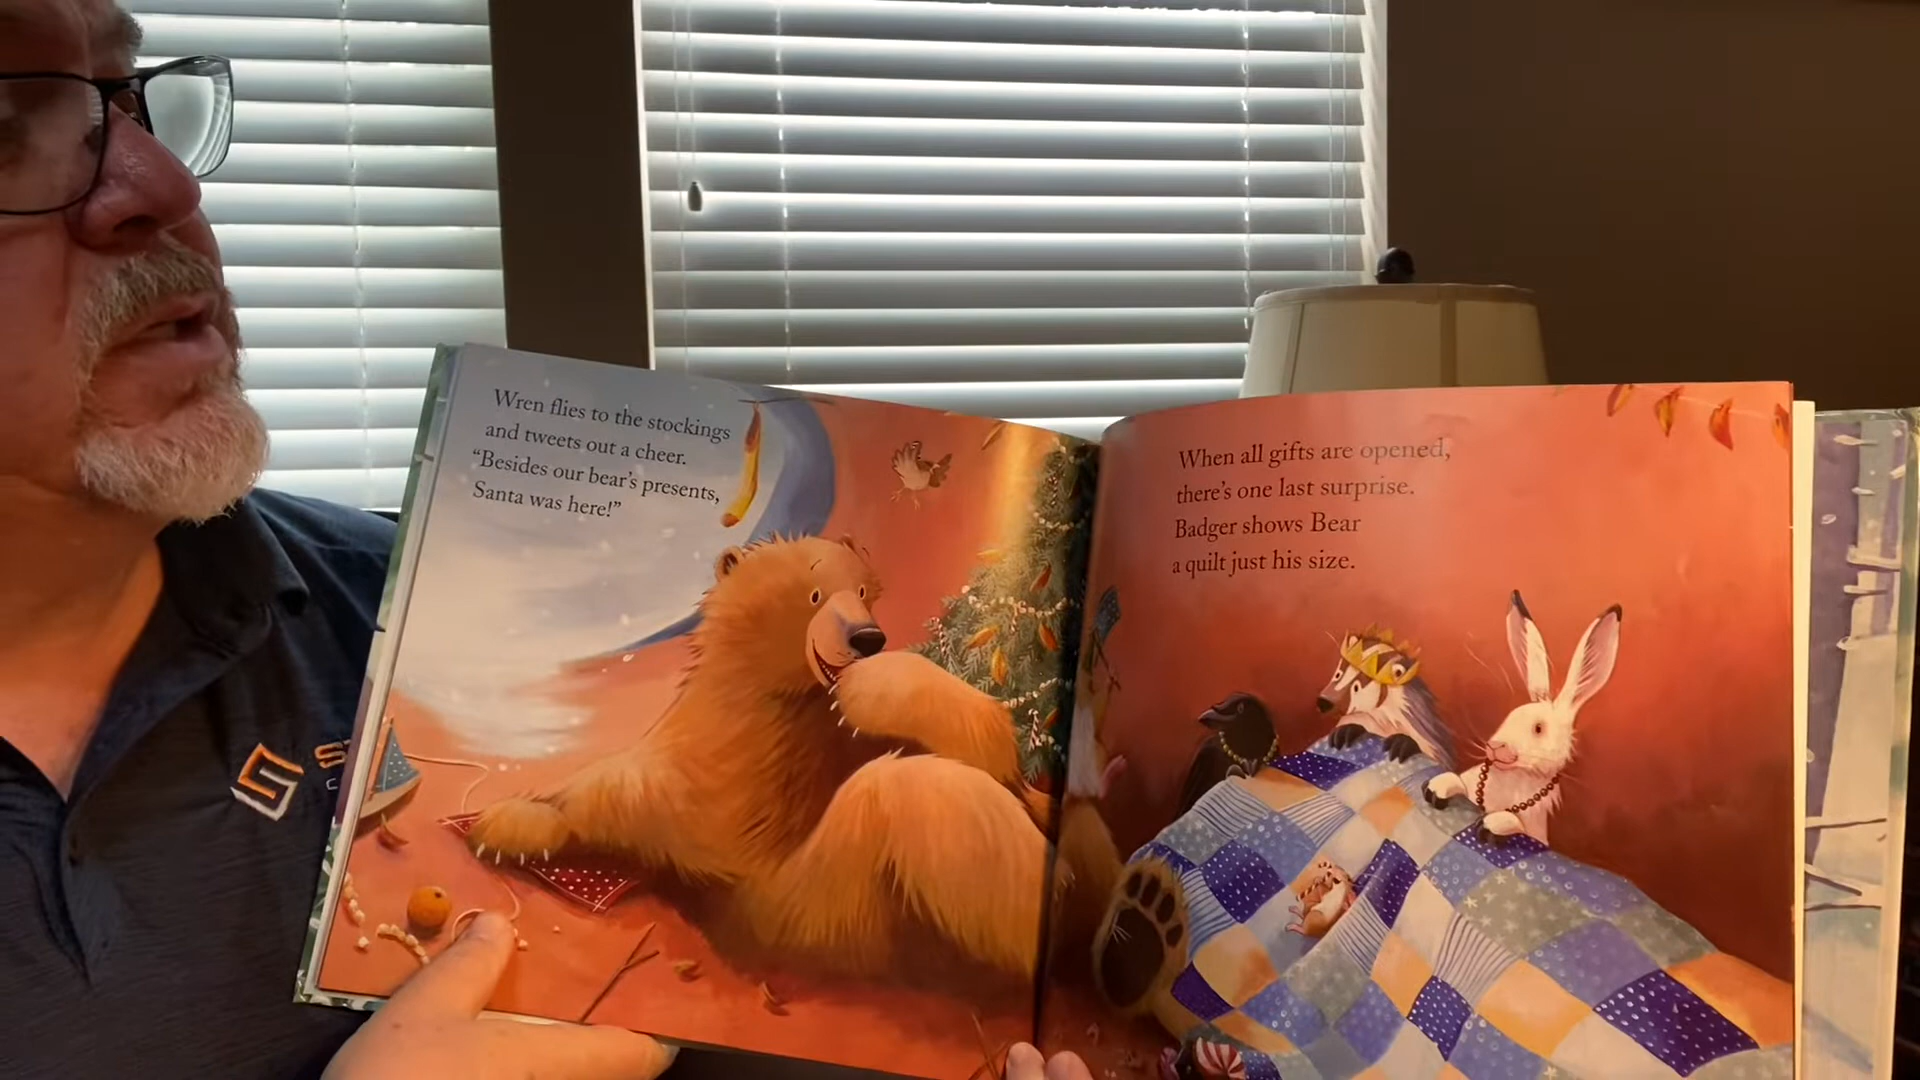 Wren flies to the stockings
and tweets out a cheer.
“Besides our bear’s presents,
Santa was here!”
When all gifts are opened,
there’s one last surprise.
Badger shows Bear
a quilt just his size.